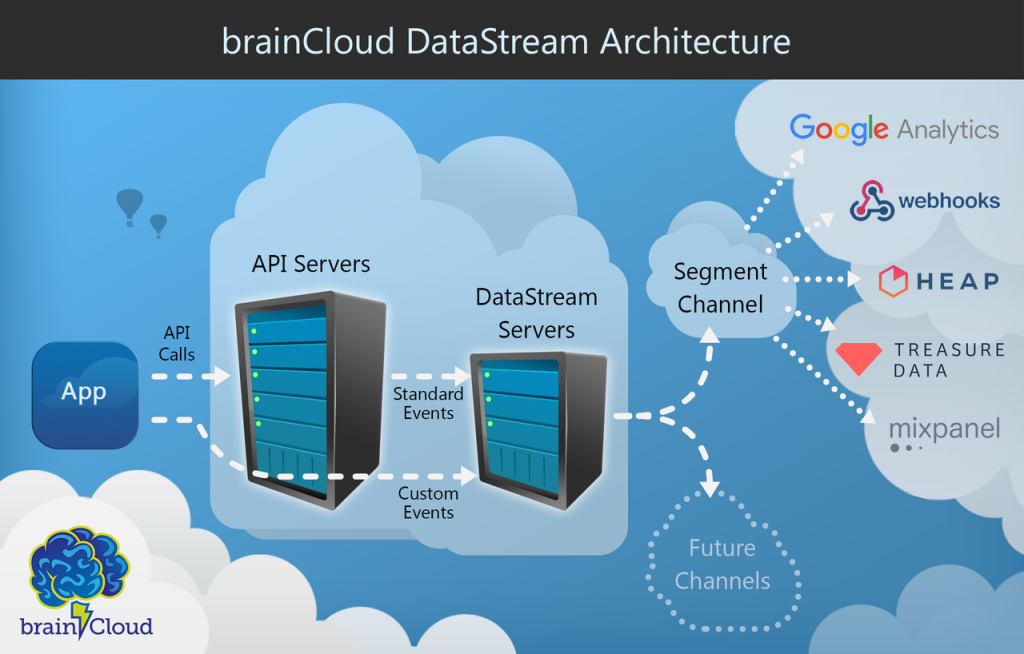 brainCloud DataStream Architecture
Google Analytics
webhooks
HEAP
TREASURE
DATA
mixpanel
Segment
Channel
API Servers
DataStream
Servers
API
Calls
App
Standard
Events
Custom
Events
Future
Channels
brainCloud